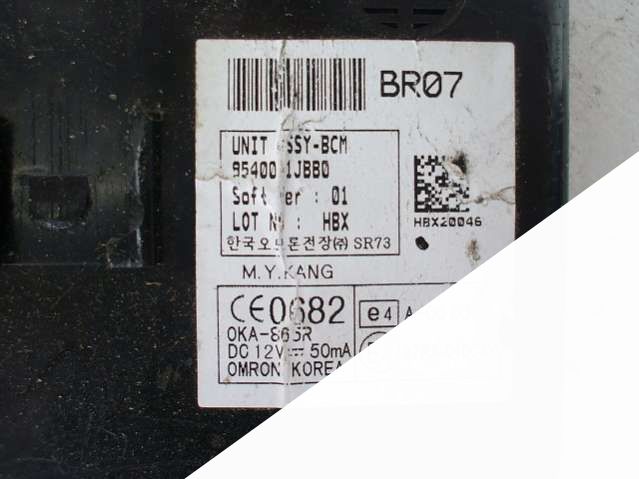 BR07
UNIT ASSY-BCM
95400 1JBB0
Soft er : 01
LOT No : HBX
HBX20046
한국오므론전장㈜ SR73
M.Y.KANG
CE0682 e4 A
OKA-865R
DC 12V 50mA
OMRON KOREA